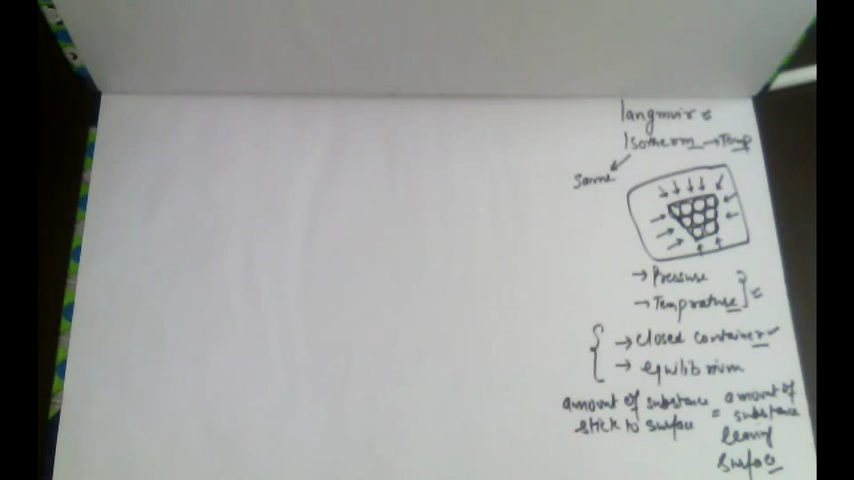 langmuir =
Isotherm → Temp
Same
→ Pressure
→ Temprature
→ closed container
→ equilibrium
amount of substance stick to surface = amount of substance leaving surface